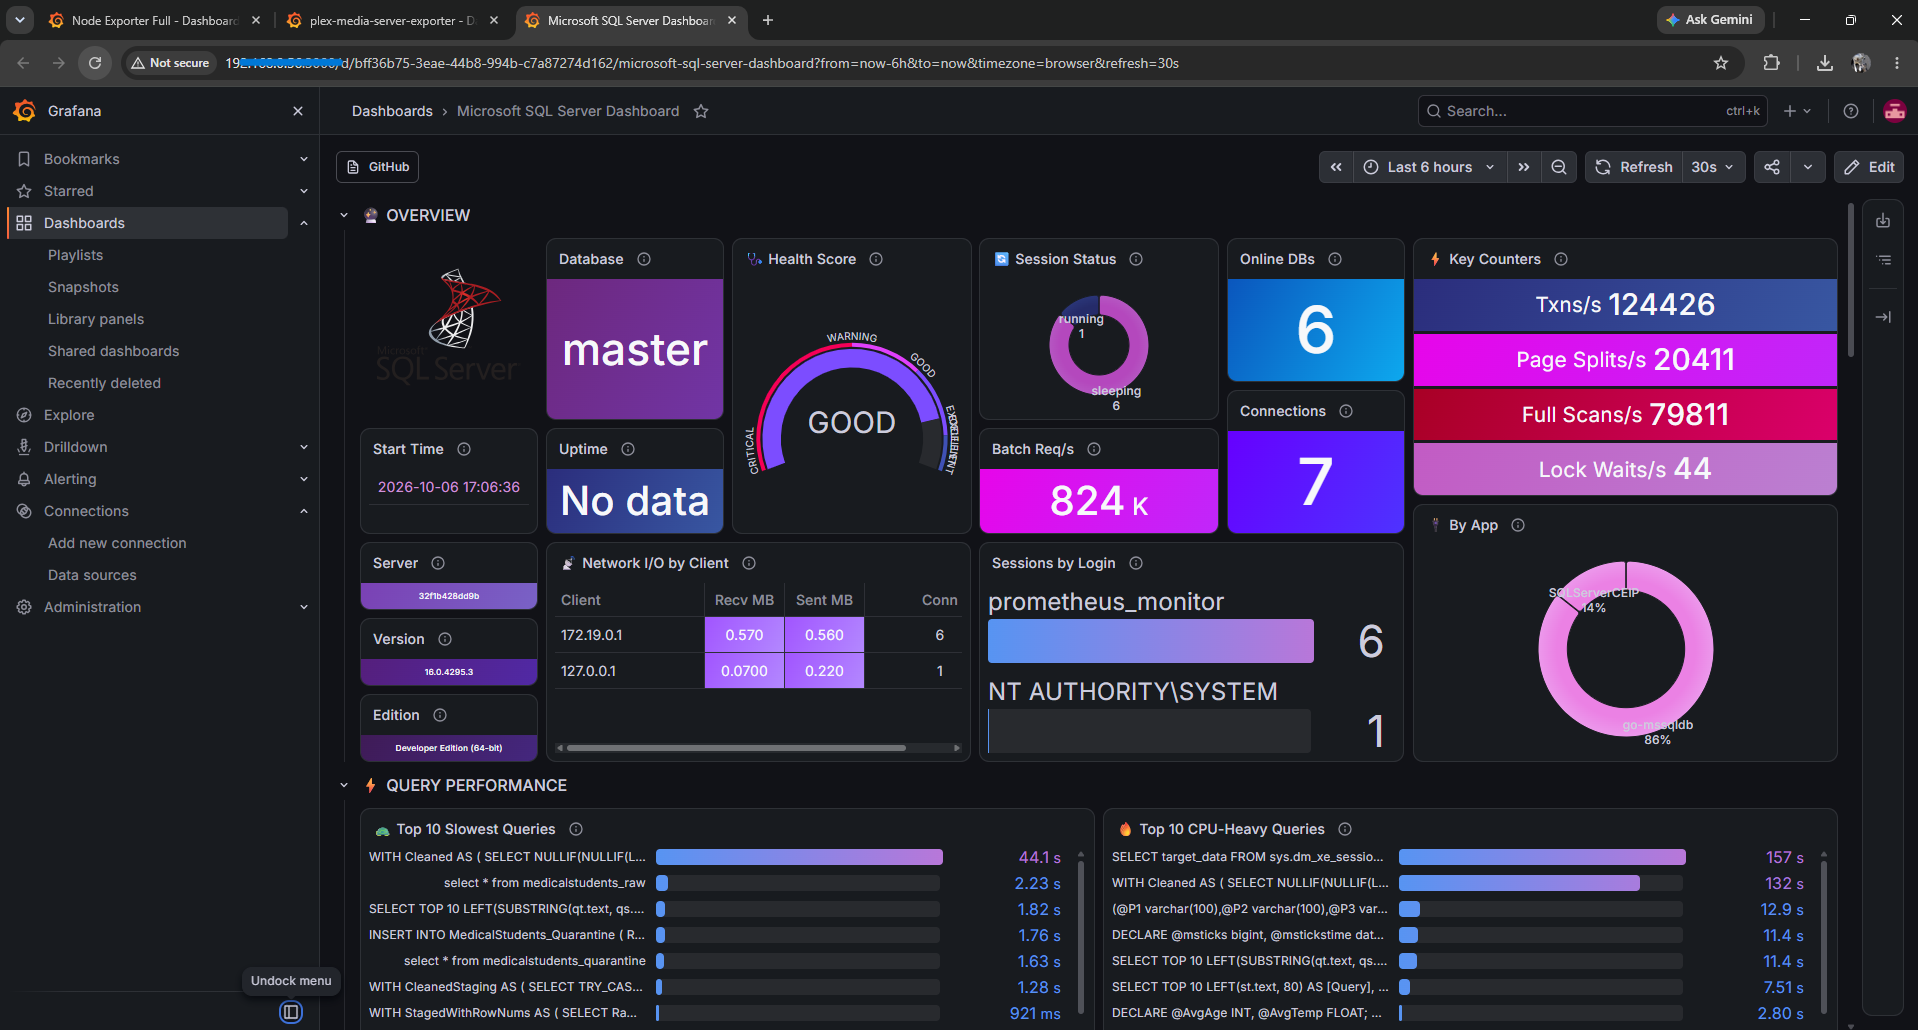 Node Exporter Full - Dashboard
plex-media-server-exporter - D
Microsoft SQL Server Dashboar
Ask Gemini
Not secure
/d/bff36b75-3eae-44b8-994b-c7a87274d162/microsoft-sql-server-dashboard?from=now-6h&to=now&timezone=browser&refresh=30s
Grafana
Dashboards › Microsoft SQL Server Dashboard
Search...
ctrl+k
Bookmarks
Starred
Dashboards
Playlists
Snapshots
Library panels
Shared dashboards
Recently deleted
Explore
Drilldown
Alerting
Connections
Add new connection
Data sources
Administration
Undock menu
GitHub
Last 6 hours
Refresh
30s
Edit
OVERVIEW
Microsoft
SQL Server
Database
master
Health Score
CRITICAL
WARNING
GOOD
GOOD
Session Status
running
1
sleeping
6
Online DBs
6
Key Counters
Txns/s 124426
Page Splits/s 20411
Full Scans/s 79811
Lock Waits/s 44
Start Time
2026-10-06 17:06:36
Uptime
No data
Batch Req/s
824 K
Connections
7
By App
SQLServerCEIP
14%
go-mssqldb
86%
Server
32f1b428dd9b
Version
16.0.4295.3
Edition
Developer Edition (64-bit)
Network I/O by Client
Client Recv MB Sent MB Conn
172.19.0.1 0.570 0.560 6
127.0.0.1 0.0700 0.220 1
Sessions by Login
prometheus_monitor
6
NT AUTHORITY\SYSTEM
1
QUERY PERFORMANCE
Top 10 Slowest Queries
WITH Cleaned AS ( SELECT NULLIF(NULLIF(L... 44.1 s
select * from medicalstudents_raw 2.23 s
SELECT TOP 10 LEFT(SUBSTRING(qt.text, qs.... 1.82 s
INSERT INTO MedicalStudents_Quarantine ( R... 1.76 s
select * from medicalstudents_quarantine 1.63 s
WITH CleanedStaging AS ( SELECT TRY_CAS... 1.28 s
WITH StagedWithRowNums AS ( SELECT Ra... 921 ms
Top 10 CPU-Heavy Queries
SELECT target_data FROM sys.dm_xe_sessio... 157 s
WITH Cleaned AS ( SELECT NULLIF(NULLIF(L... 132 s
(@P1 varchar(100),@P2 varchar(100),@P3 var... 12.9 s
DECLARE @msticks bigint, @mstickstime dat... 11.4 s
SELECT TOP 10 LEFT(SUBSTRING(qt.text, qs.... 11.4 s
SELECT TOP 10 LEFT(st.text, 80) AS [Query], ... 7.51 s
DECLARE @AvgAge INT, @AvgTemp FLOAT; ... 2.80 s